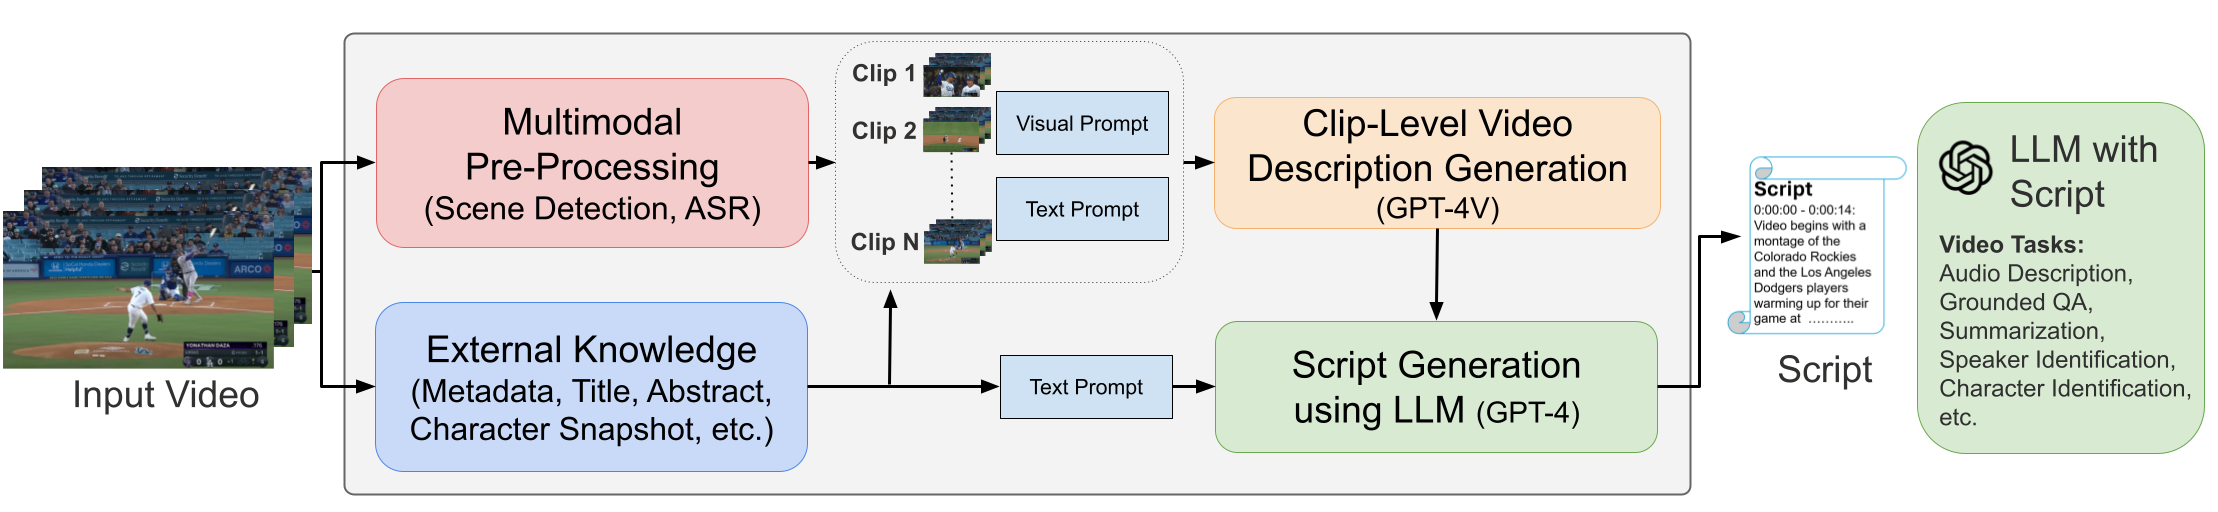 Input Video
Multimodal
Pre-Processing
(Scene Detection, ASR)
External Knowledge
(Metadata, Title, Abstract,
Character Snapshot, etc.)
Clip 1
Clip 2
Clip N
Visual Prompt
Text Prompt
Text Prompt
Clip-Level Video
Description Generation
(GPT-4V)
Script Generation
using LLM (GPT-4)
Script
0:00:00 - 0:00:14:
Video begins with a
montage of the
Colorado Rockies
and the Los Angeles
Dodgers players
warming up for their
game at ...........
Script
LLM with
Script
Video Tasks:
Audio Description,
Grounded QA,
Summarization,
Speaker Identification,
Character Identification,
etc.
ARCO
YONATHAN DAZA